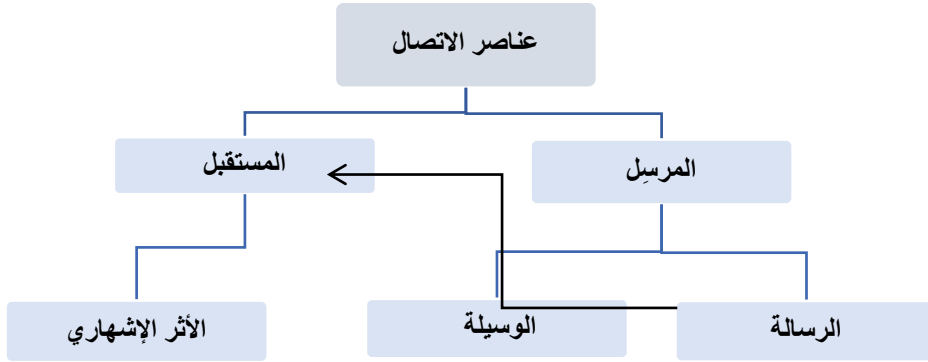 عناصر الاتصال
المرسِل
المستقبل
الرسالة
الوسيلة
الأثر الإشهاري